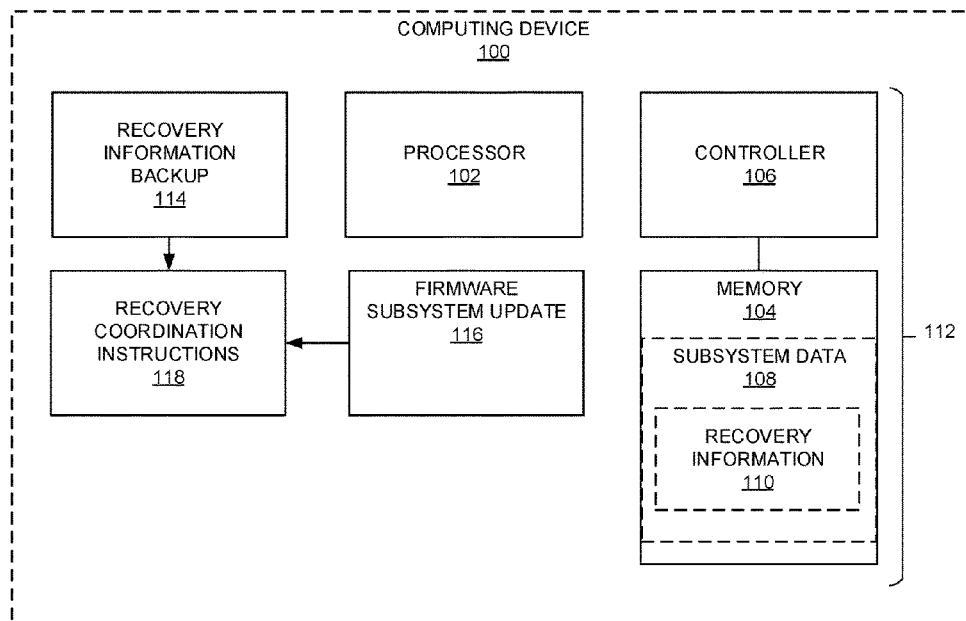 COMPUTING DEVICE
100
RECOVERY
INFORMATION
BACKUP
114
PROCESSOR
102
CONTROLLER
106
RECOVERY
COORDINATION
INSTRUCTIONS
118
FIRMWARE
SUBSYSTEM UPDATE
116
MEMORY
104
SUBSYSTEM DATA
108
RECOVERY
INFORMATION
110
112